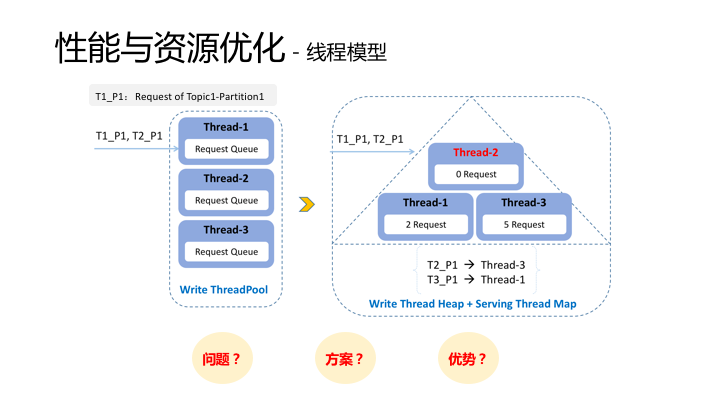 性能与资源优化 - 线程模型
T1_P1：Request of Topic1-Partition1
T1_P1, T2_P1
Thread-1
Request Queue
Thread-2
Request Queue
Thread-3
Request Queue
Write ThreadPool
T1_P1, T2_P1
Thread-2
0 Request
Thread-1
2 Request
Thread-3
5 Request
T2_P1 → Thread-3
T3_P1 → Thread-1
Write Thread Heap + Serving Thread Map
问题？
方案？
优势？